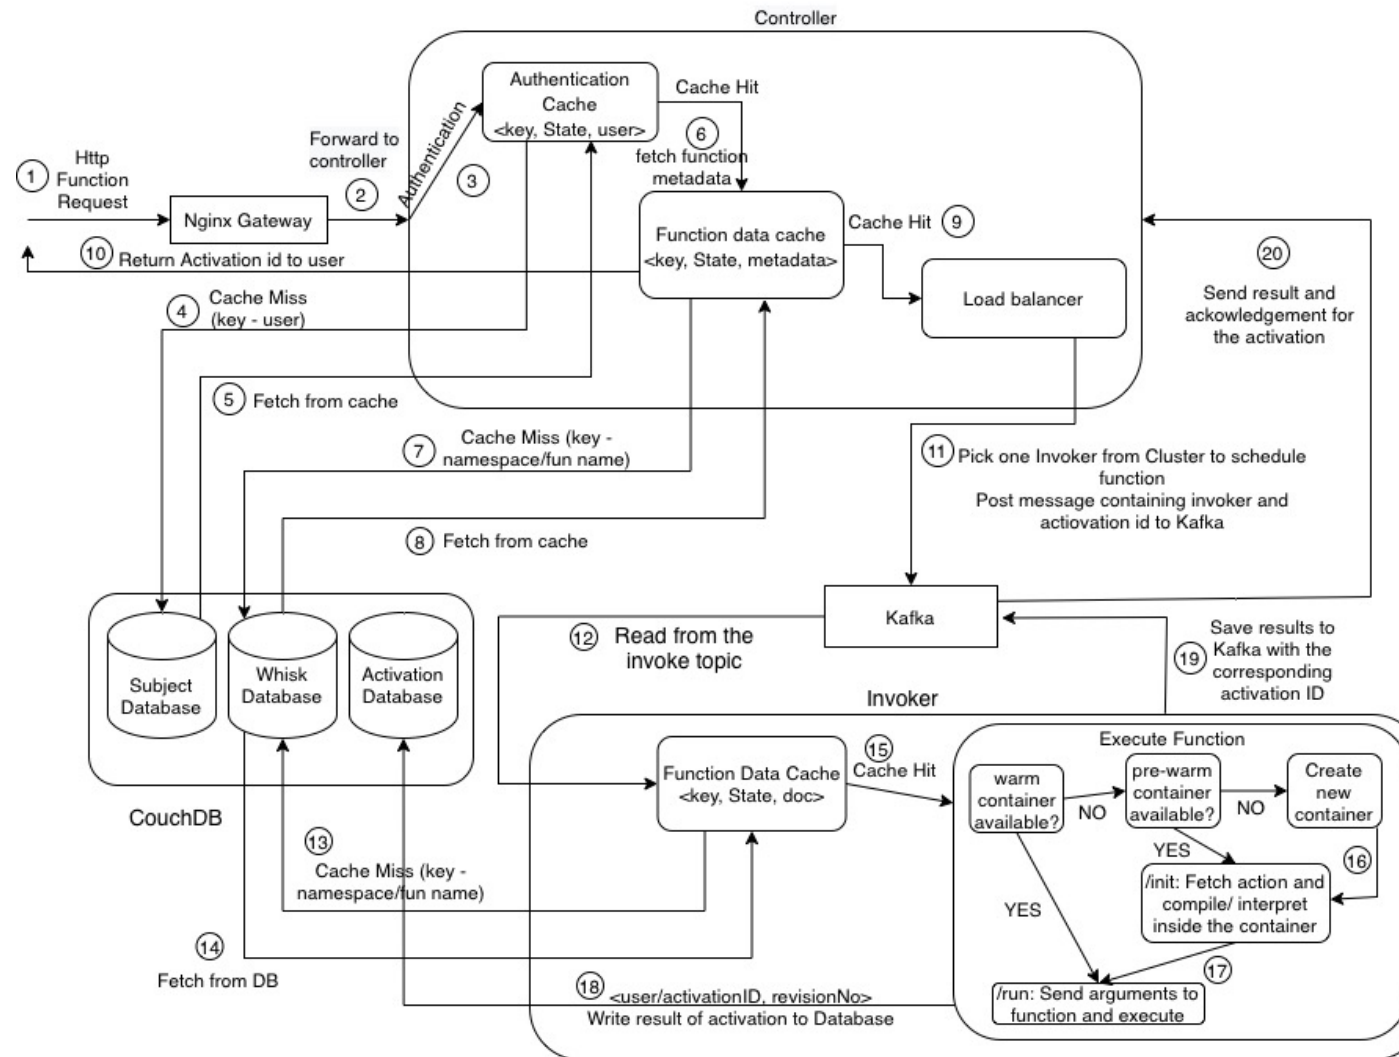 Controller
Authentication
Cache
<key, State, user>
Cache Hit
6
fetch function
metadata
Authentication
3
Forward to
controller
2
1
Http
Function
Request
Nginx Gateway
Function data cache
<key, State, metadata>
Cache Hit
9
Load balancer
10
Return Activation id to user
4
Cache Miss
(key - user)
5
Fetch from cache
7
Cache Miss (key -
namespace/fun name)
8
Fetch from cache
20
Send result and
ackowledgement for
the activation
11
Pick one Invoker from Cluster to schedule
function
Post message containing invoker and
actiovation id to Kafka
Kafka
12
Read from the
invoke topic
19
Save results to
Kafka with the
corresponding
activation ID
Subject
Database
Whisk
Database
Activation
Database
CouchDB
Invoker
Function Data Cache
<key, State, doc>
15
Cache Hit
Execute Function
warm
container
available?
NO
pre-warm
container
available?
NO
Create
new
container
YES
16
/init: Fetch action and
compile/ interpret
inside the container
YES
17
/run: Send arguments to
function and execute
13
Cache Miss (key -
namespace/fun name)
14
Fetch from DB
18
<user/activationID, revisionNo>
Write result of activation to Database